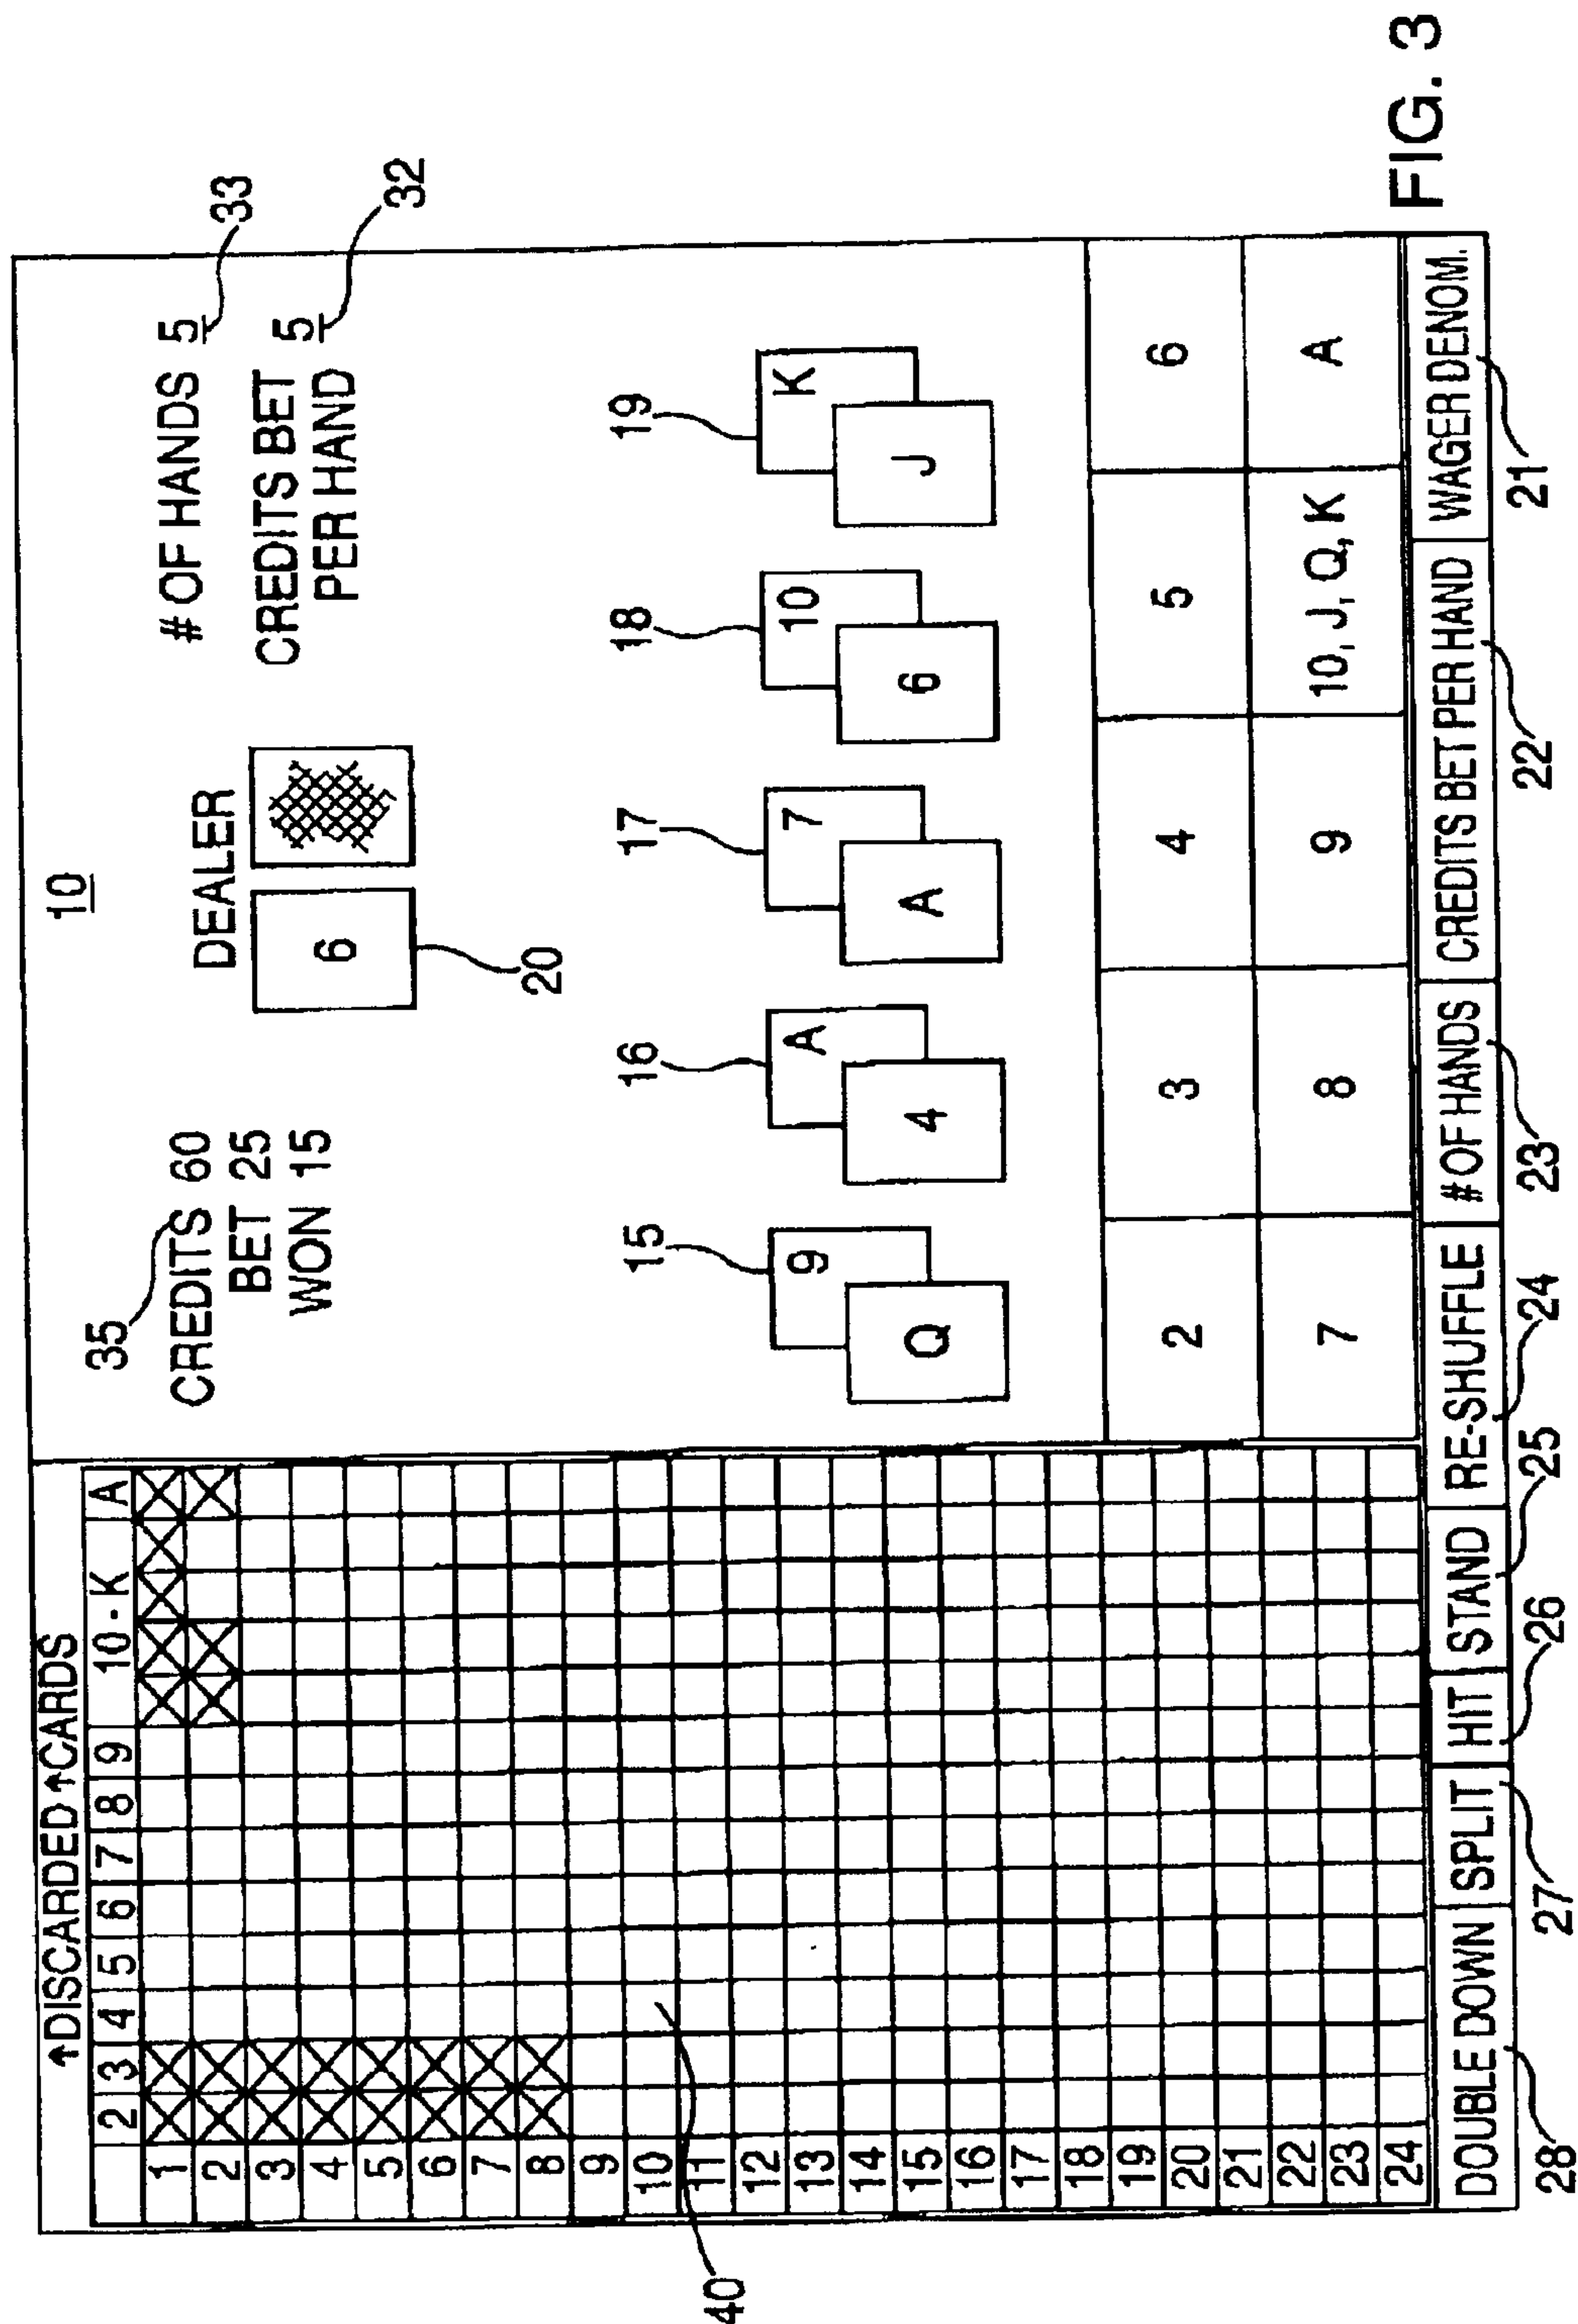 10
↑DISCARDED↑CARDS
2 3 4 5 6 7 8 9 10 - K A
1
2
3
4
5
6
7
8
9
10
11
12
13
14
15
16
17
18
19
20
21
22
23
24
40
35
CREDITS 60
BET 25
WON 15
DEALER
6
20
# OF HANDS 5
33
CREDITS BET 5
PER HAND
32
15 16 17 18 19
9 A 7 10 K
Q 4 A 6 J
2 3 4 5 6
7 8 9 10, J, Q, K A
DOUBLE DOWN SPLIT HIT STAND RE-SHUFFLE # OF HANDS CREDITS BET PER HAND WAGER DENOM.
28 27 26 25 24 23 22 21
FIG. 3